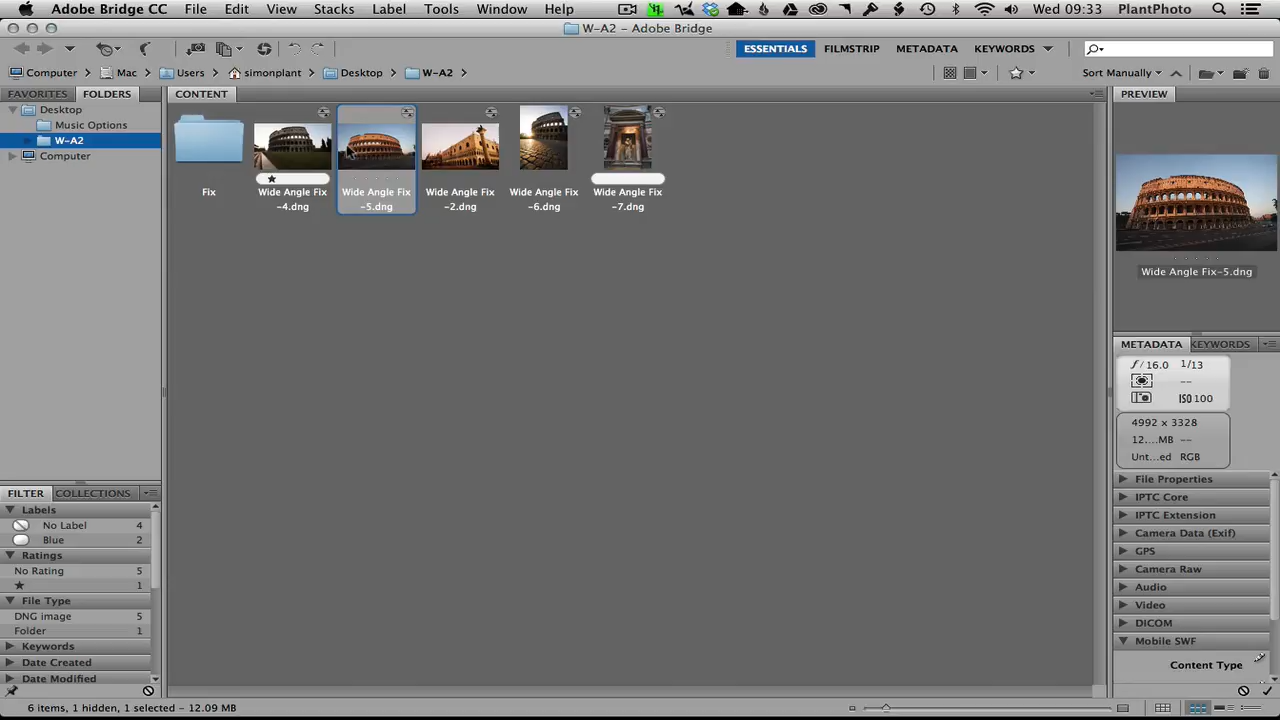 Adobe Bridge CC File Edit View Stacks Label Tools Window Help Wed 09:33 PlantPhoto
W-A2 – Adobe Bridge
ESSENTIALS FILMSTRIP METADATA KEYWORDS
Computer Mac Users simonplant Desktop W-A2 Sort Manually
FAVORITES FOLDERS
Desktop
Music Options
W-A2
Computer
CONTENT
Fix
Wide Angle Fix
-4.dng
Wide Angle Fix
-5.dng
Wide Angle Fix
-2.dng
Wide Angle Fix
-6.dng
Wide Angle Fix
-7.dng
PREVIEW
Wide Angle Fix-5.dng
METADATA KEYWORDS
f/16.0 1/13
--
ISO 100
4992 x 3328
12....MB --
Unt...ed RGB
File Properties
IPTC Core
IPTC Extension
Camera Data (Exif)
GPS
Camera Raw
Audio
Video
DICOM
Mobile SWF
Content Type
FILTER COLLECTIONS
Labels
No Label 4
Blue 2
Ratings
No Rating 5
★ 1
File Type
DNG image 5
Folder 1
Keywords
Date Created
Date Modified
6 items, 1 hidden, 1 selected – 12.09 MB